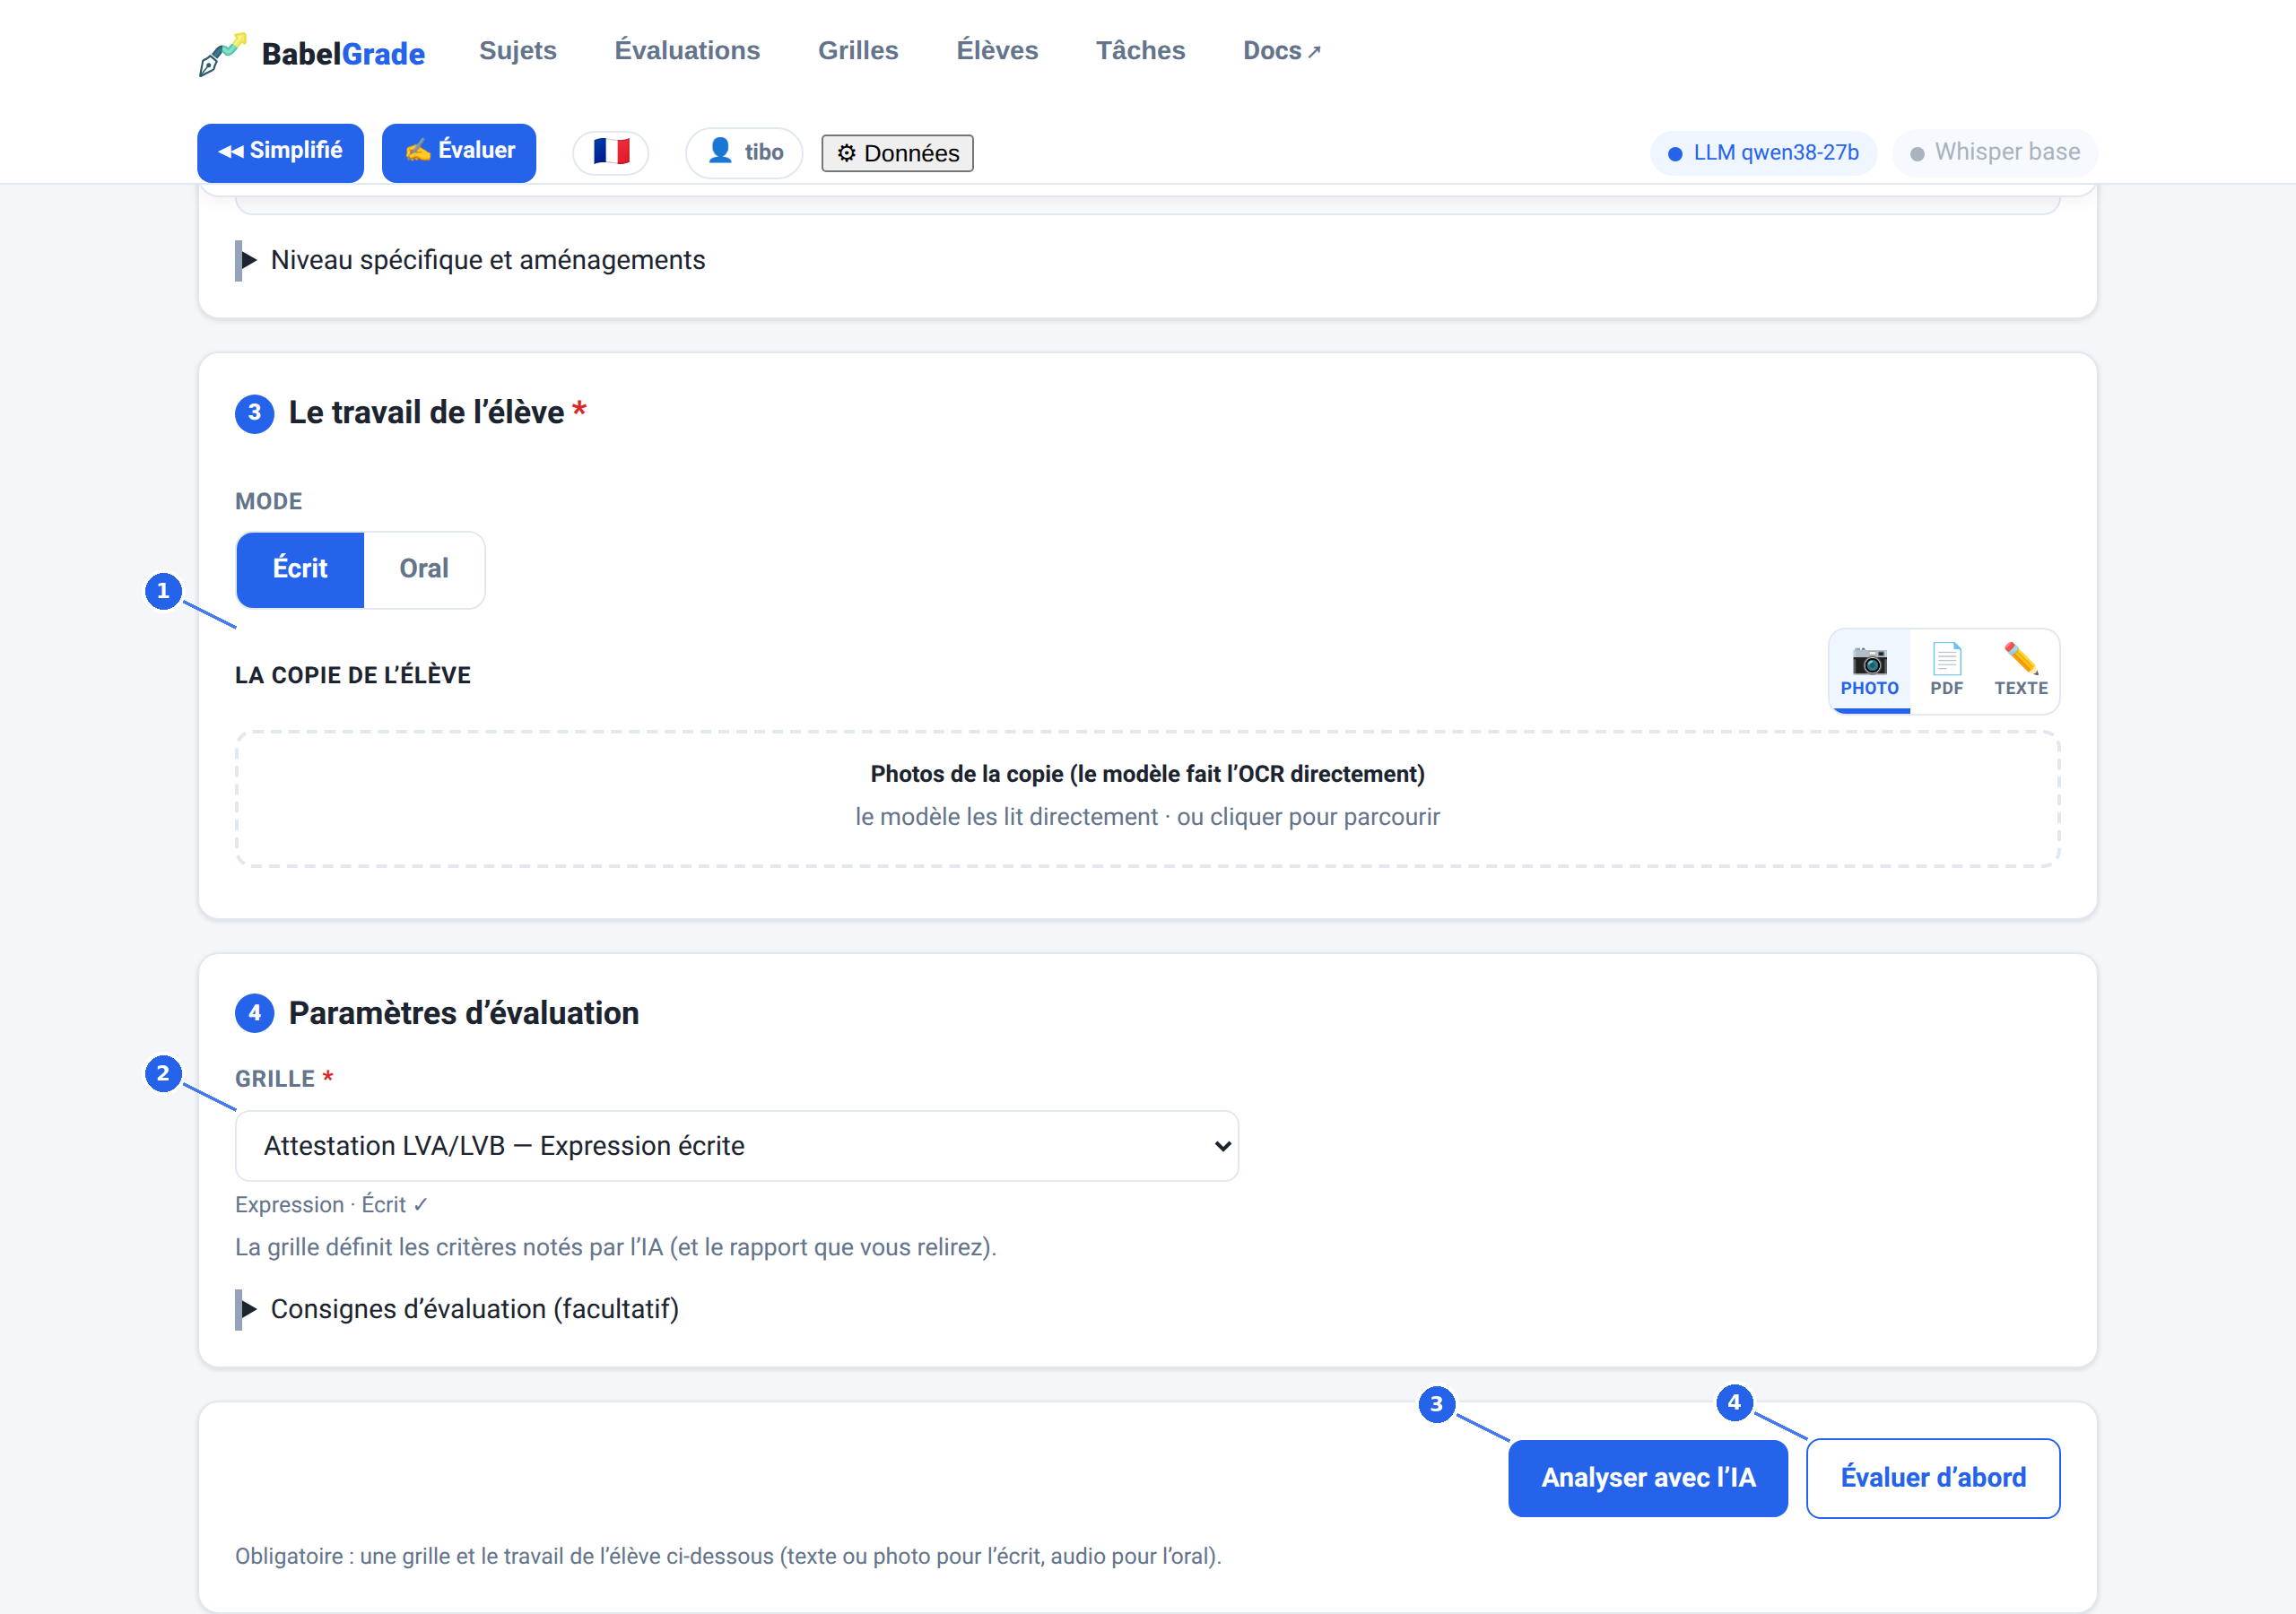 BabelGrade
Sujets
Évaluations
Grilles
Élèves
Tâches
Docs ↗
◀◀ Simplifié
✍️ Évaluer
👤 tibo
⚙ Données
LLM qwen38-27b
Whisper base
▶ Niveau spécifique et aménagements
3 Le travail de l’élève *
MODE
Écrit
Oral
1
LA COPIE DE L’ÉLÈVE
PHOTO
PDF
TEXTE
Photos de la copie (le modèle fait l’OCR directement)
le modèle les lit directement · ou cliquer pour parcourir
4 Paramètres d’évaluation
2
GRILLE *
Attestation LVA/LVB — Expression écrite
Expression · Écrit ✓
La grille définit les critères notés par l’IA (et le rapport que vous relirez).
▶ Consignes d’évaluation (facultatif)
3
4
Analyser avec l’IA
Évaluer d’abord
Obligatoire : une grille et le travail de l’élève ci-dessous (texte ou photo pour l’écrit, audio pour l’oral).